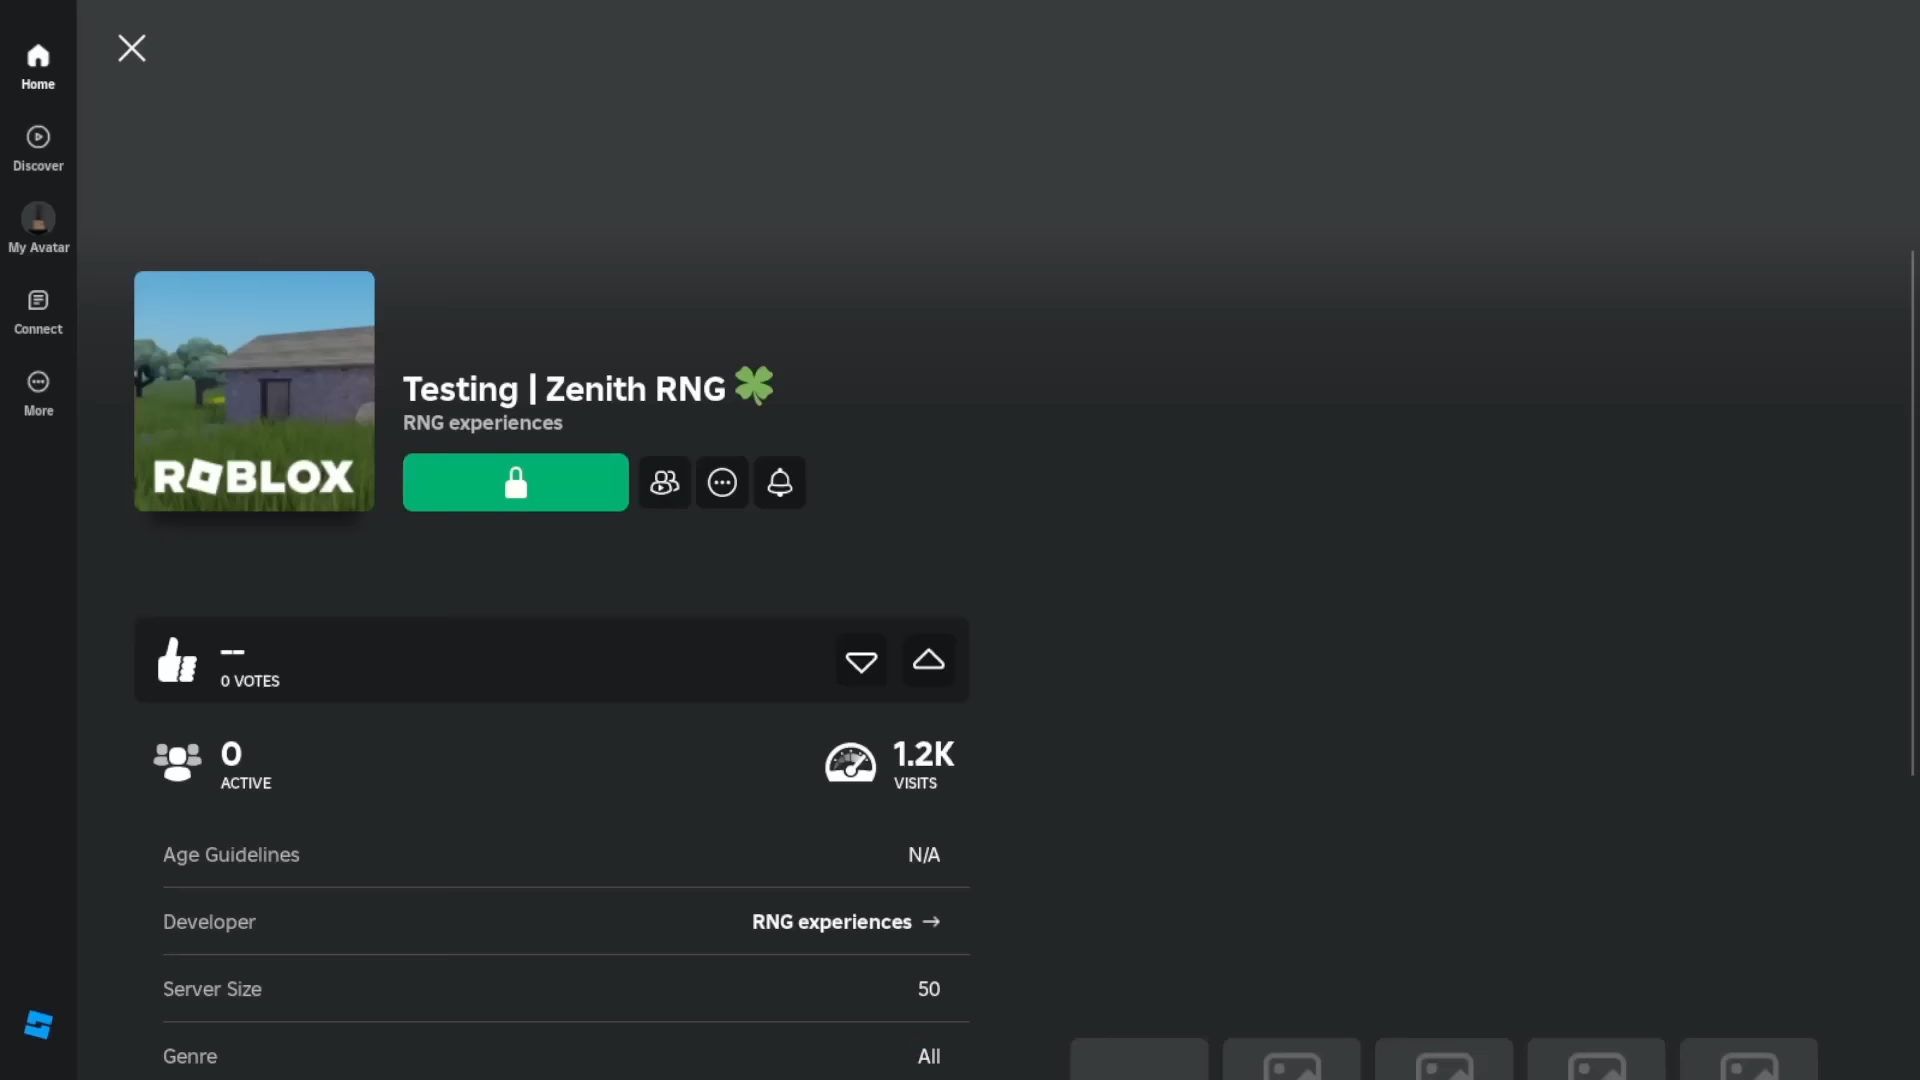 Home
Discover
My Avatar
Connect
More
ROBLOX
Testing | Zenith RNG 🍀
RNG experiences
--
0 VOTES
0
ACTIVE
1.2K
VISITS
Age Guidelines N/A
Developer RNG experiences →
Server Size 50
Genre All